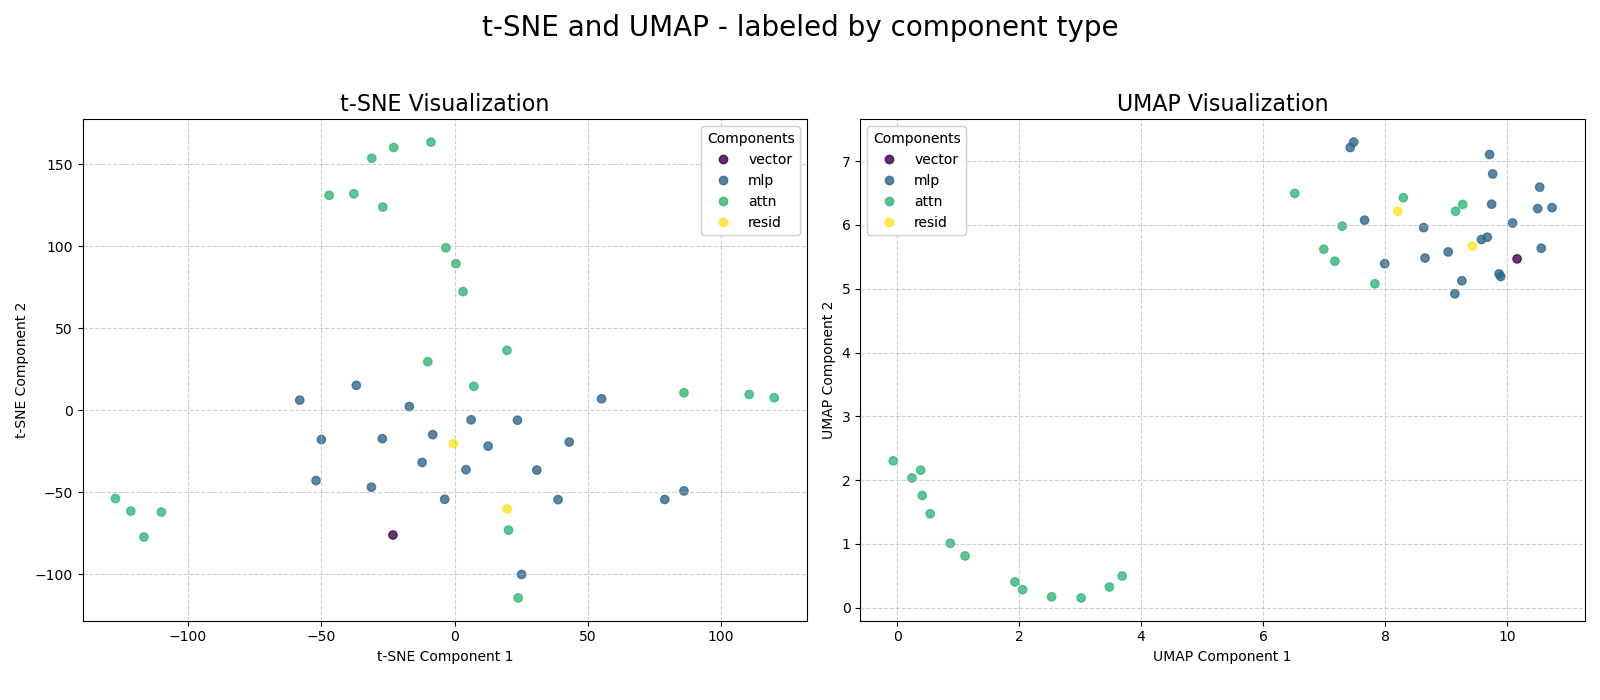 t-SNE and UMAP - labeled by component type
t-SNE Visualization
Components
vector
mlp
attn
resid
150
100
50
0
−50
−100
t-SNE Component 2
−100
−50
0
50
100
t-SNE Component 1
UMAP Visualization
Components
vector
mlp
attn
resid
7
6
5
4
3
2
1
0
UMAP Component 2
0
2
4
6
8
10
UMAP Component 1